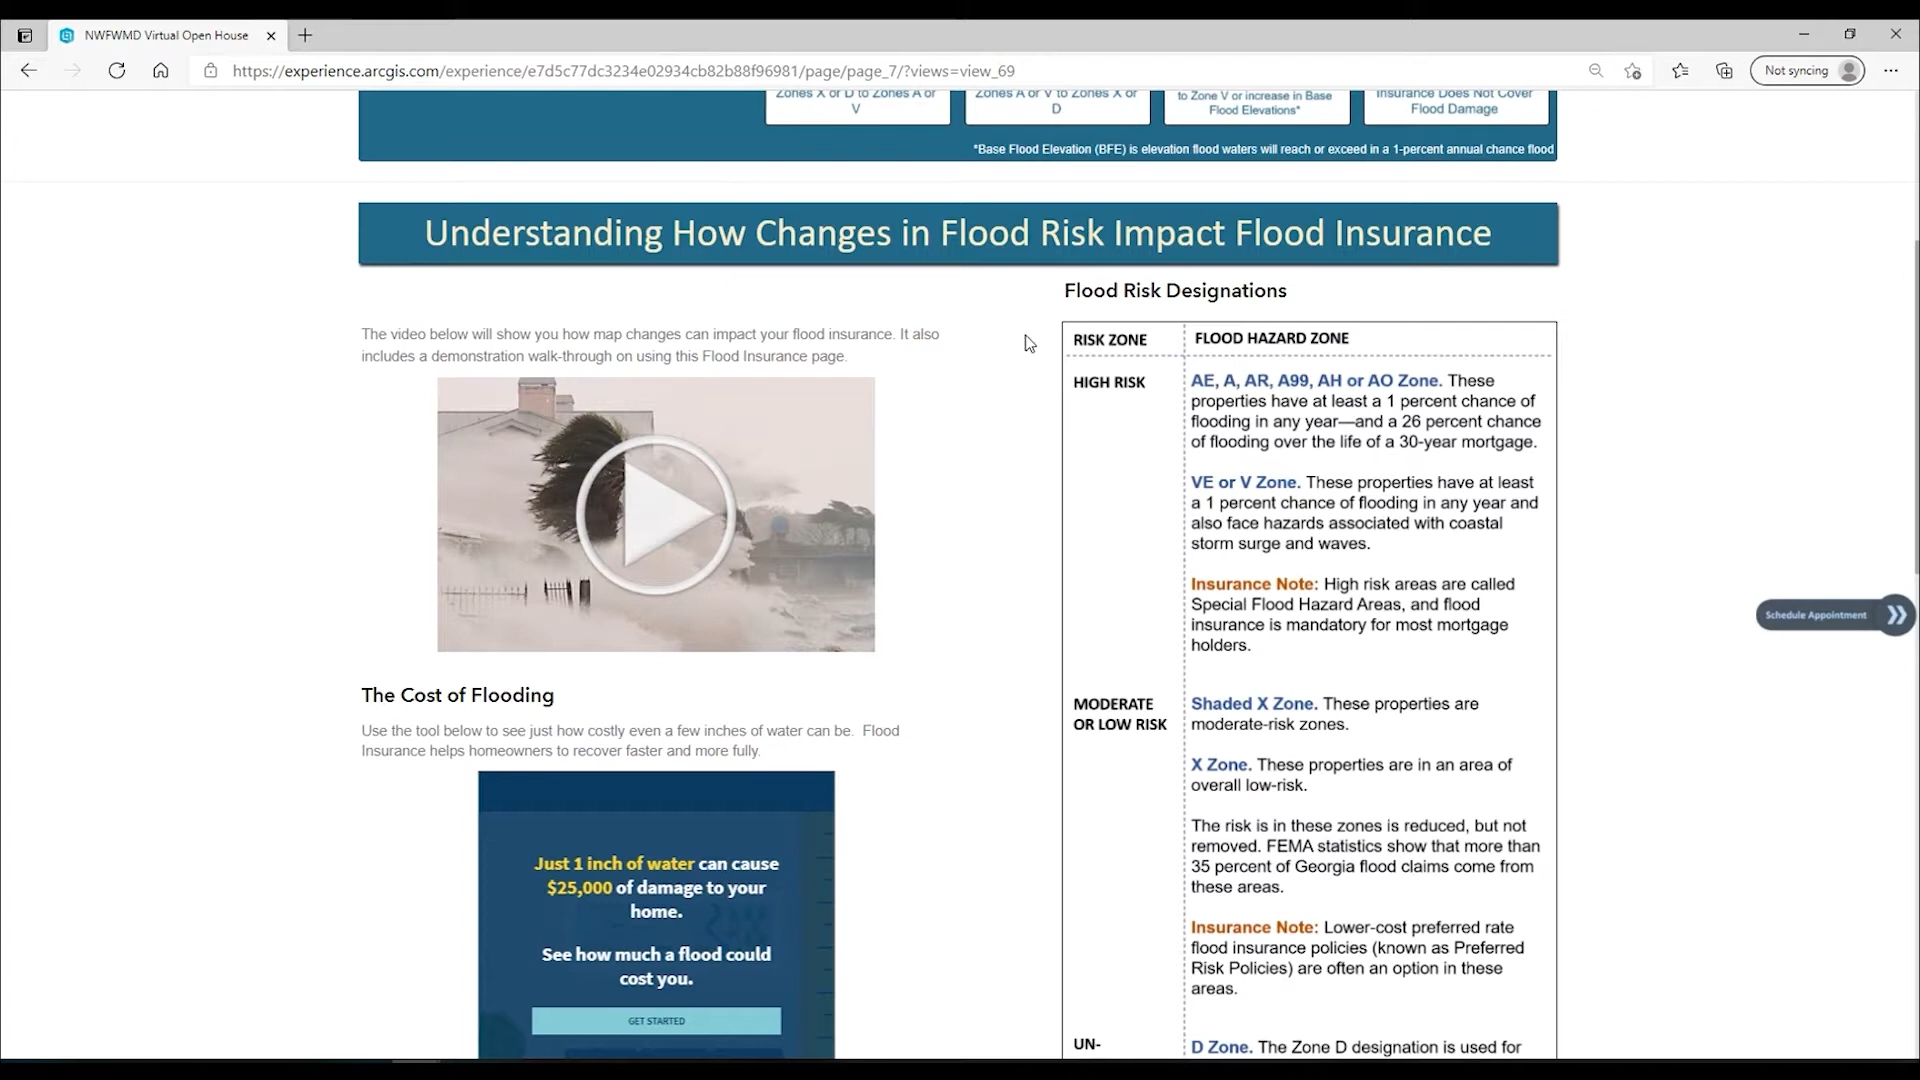 NWFWMD Virtual Open House
https://experience.arcgis.com/experience/e7d5c77dc3234e02934cb82b88f96981/page/page_7/?views=view_69
Not syncing
Zones X or D to Zones A or
V
Zones A or V to Zones X or
D
to Zone V or increase in Base
Flood Elevations*
Insurance Does Not Cover
Flood Damage
*Base Flood Elevation (BFE) is elevation flood waters will reach or exceed in a 1-percent annual chance flood
Understanding How Changes in Flood Risk Impact Flood Insurance
The video below will show you how map changes can impact your flood insurance. It also
includes a demonstration walk-through on using this Flood Insurance page.
The Cost of Flooding
Use the tool below to see just how costly even a few inches of water can be. Flood
Insurance helps homeowners to recover faster and more fully.
Just 1 inch of water can cause
$25,000 of damage to your
home.
See how much a flood could
cost you.
GET STARTED
Flood Risk Designations
RISK ZONE
FLOOD HAZARD ZONE
HIGH RISK
AE, A, AR, A99, AH or AO Zone. These
properties have at least a 1 percent chance of
flooding in any year—and a 26 percent chance
of flooding over the life of a 30-year mortgage.
VE or V Zone. These properties have at least
a 1 percent chance of flooding in any year and
also face hazards associated with coastal
storm surge and waves.
Insurance Note: High risk areas are called
Special Flood Hazard Areas, and flood
insurance is mandatory for most mortgage
holders.
MODERATE
OR LOW RISK
Shaded X Zone. These properties are
moderate-risk zones.
X Zone. These properties are in an area of
overall low-risk.
The risk is in these zones is reduced, but not
removed. FEMA statistics show that more than
35 percent of Georgia flood claims come from
these areas.
Insurance Note: Lower-cost preferred rate
flood insurance policies (known as Preferred
Risk Policies) are often an option in these
areas.
UN-
D Zone. The Zone D designation is used for
Schedule Appointment